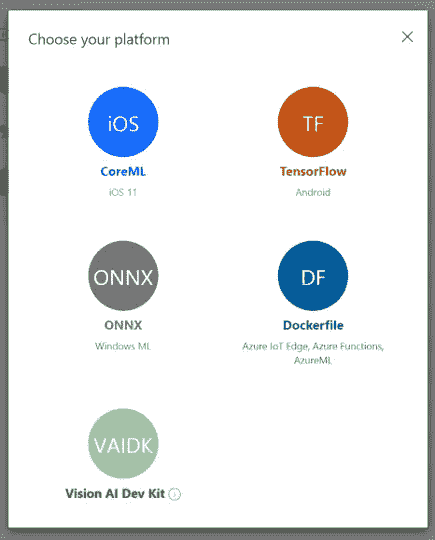 Choose your platform
iOS
TF
CoreML
TensorFlow
iOS 11
Android
ONNX
DF
ONNX
Dockerfile
Windows ML
Azure IoT Edge, Azure Functions,
AzureML
VAIDK
Vision AI Dev Kit